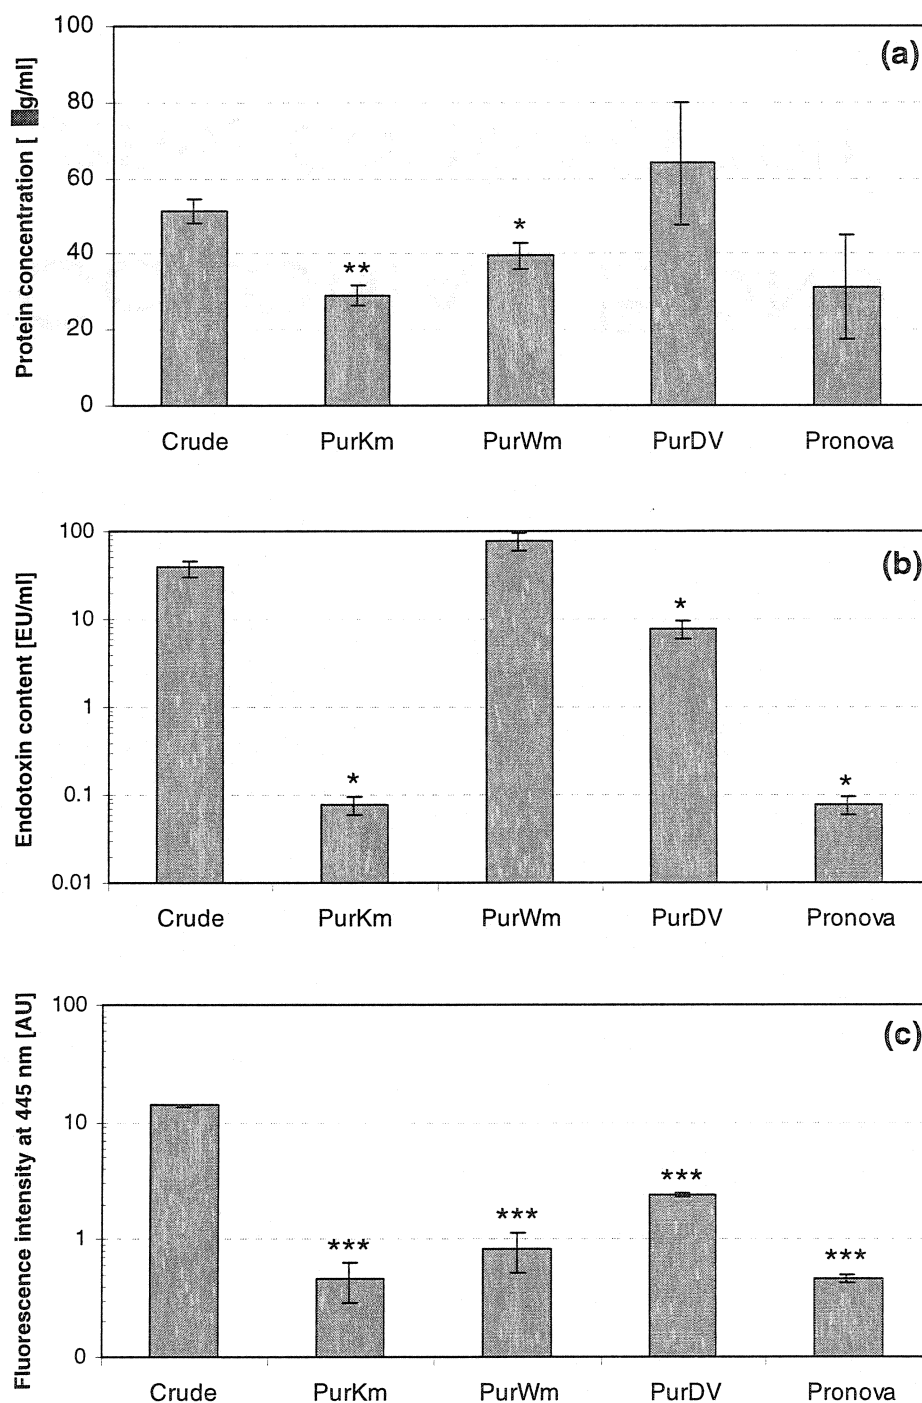 (a)
Protein concentration [ g/ml]
100
80
60
40
20
0
**
*
Crude PurKm PurWm PurDV Pronova
(b)
Endotoxin content [EU/ml]
100
10
1
0.1
0.01
*
*
*
Crude PurKm PurWm PurDV Pronova
(c)
Fluorescence intensity at 445 nm [AU]
100
10
1
0
***
***
***
***
Crude PurKm PurWm PurDV Pronova